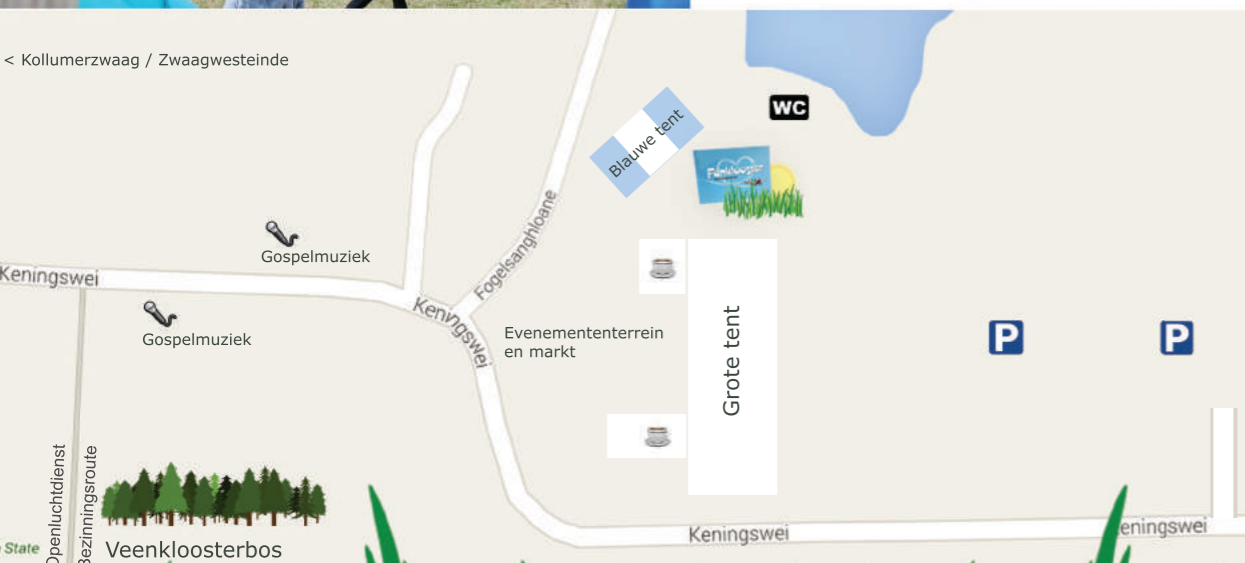 < Kollumerzwaag / Zwaagwesteinde
WC
Blauwe tent
Fogelsanghloane
Gospelmuziek
Keningswei
Keningswei
Gospelmuziek
Evenemententerrein
en markt
Grote tent
P
P
Openluchtdienst
Bezinningsroute
State
Veenkloosterbos
Keningswei
eningswei